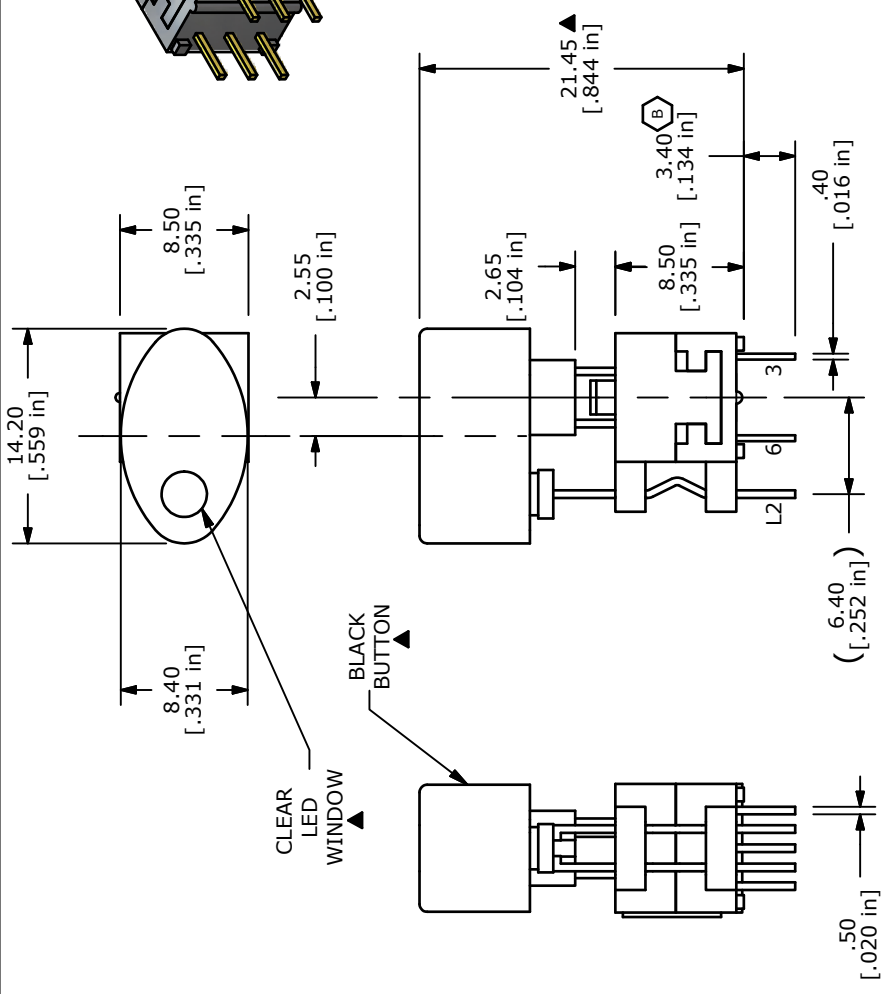 14.20
[.559 in]
8.50
[.335 in]
8.40
[.331 in]
2.55
[.100 in]
CLEAR
LED
WINDOW▲
BLACK
BUTTON▲
21.45▲
[.844 in]
2.65
[.104 in]
B
3.40
[.134 in]
8.50
[.335 in]
.40
[.016 in]
3
6
L2
( 6.40 )
[.252 in]
.50
[.020 in]